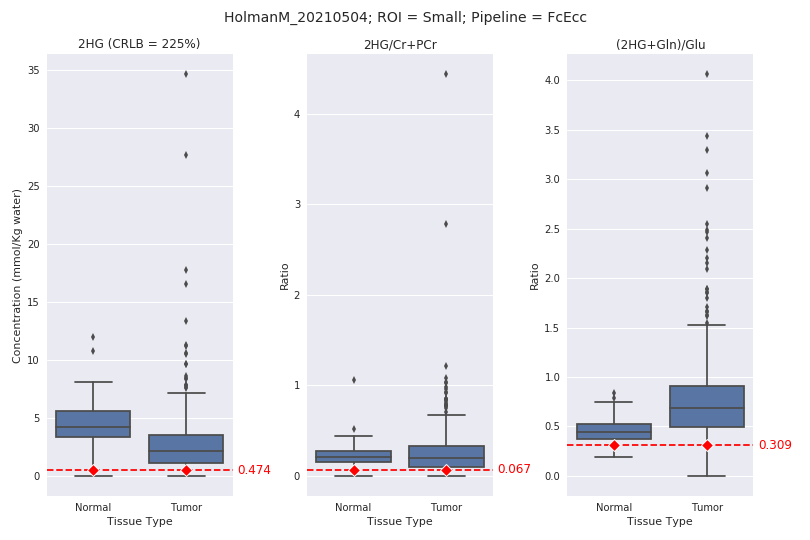 HolmanM_20210504; ROI = Small; Pipeline = FcEcc
2HG (CRLB = 225%)
Concentration (mmol/Kg water)
35
30
25
20
15
10
5
0
0.474
Normal Tumor
Tissue Type
2HG/Cr+PCr
Ratio
4
3
2
1
0
0.067
Normal Tumor
Tissue Type
(2HG+Gln)/Glu
Ratio
4.0
3.5
3.0
2.5
2.0
1.5
1.0
0.5
0.0
0.309
Normal Tumor
Tissue Type